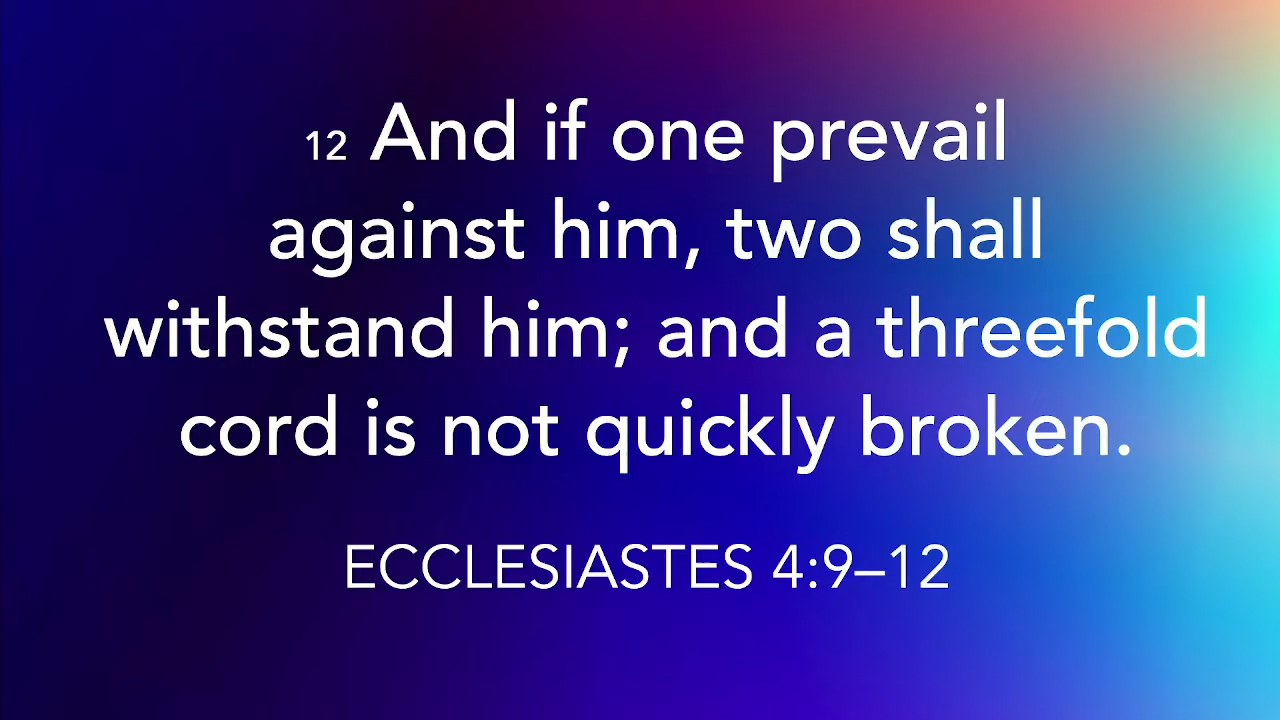 12 And if one prevail
against him, two shall
withstand him; and a threefold
cord is not quickly broken.
ECCLESIASTES 4:9–12